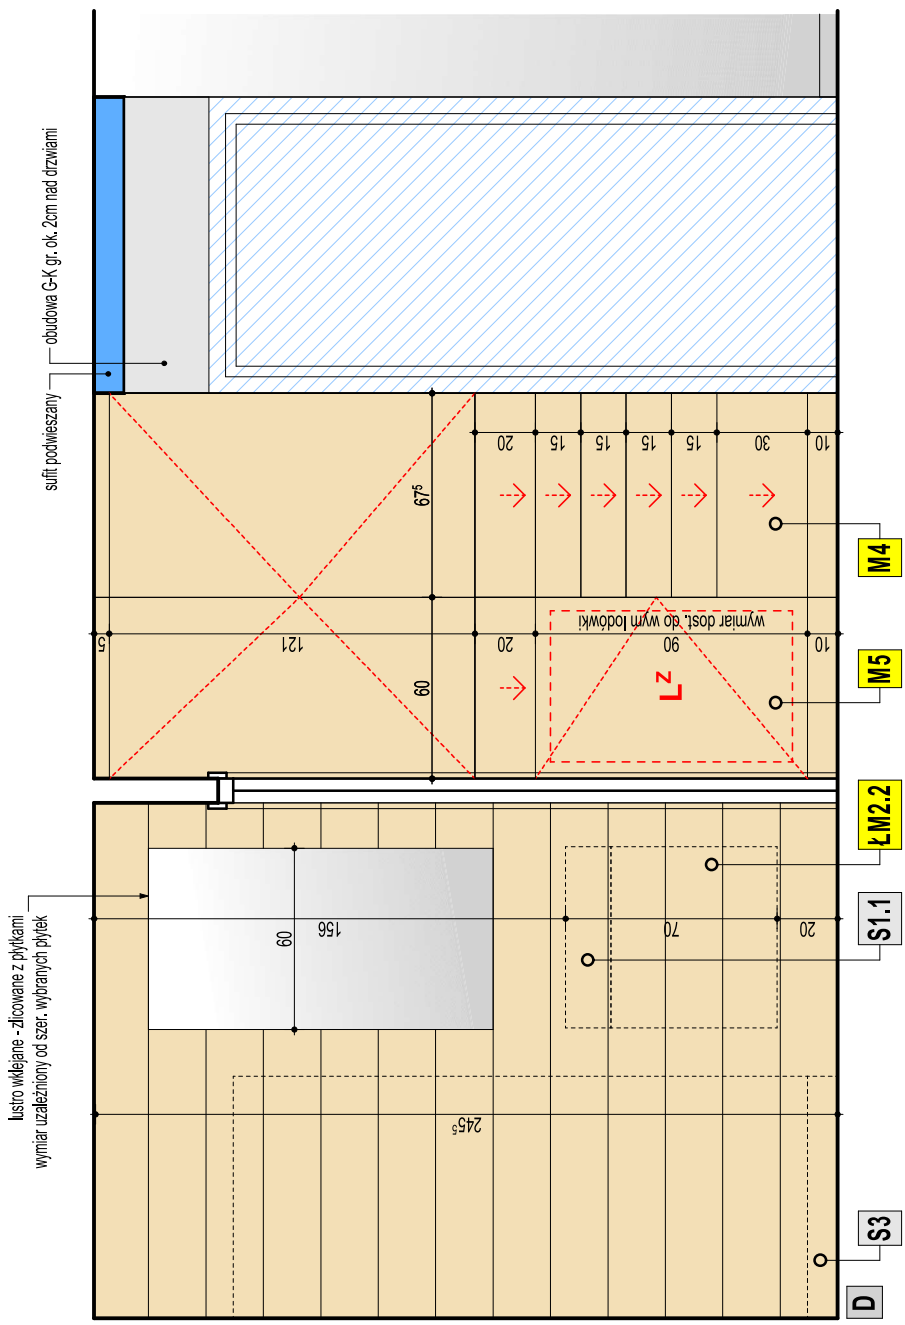 lustro wklejane - zlicowane z płytkami
wymiar uzależniony od szer. wybranych płytek
sufit podwieszany
obudowa G-K gr. ok. 2cm nad drzwiami
5
121
20
90
10
wymiar dost. do wym lodówki
60
67⁵
20
15
15
15
15
30
10
Lz
60
156
70
20
245⁵
D
S3
S1.1
ŁM2.2
M5
M4